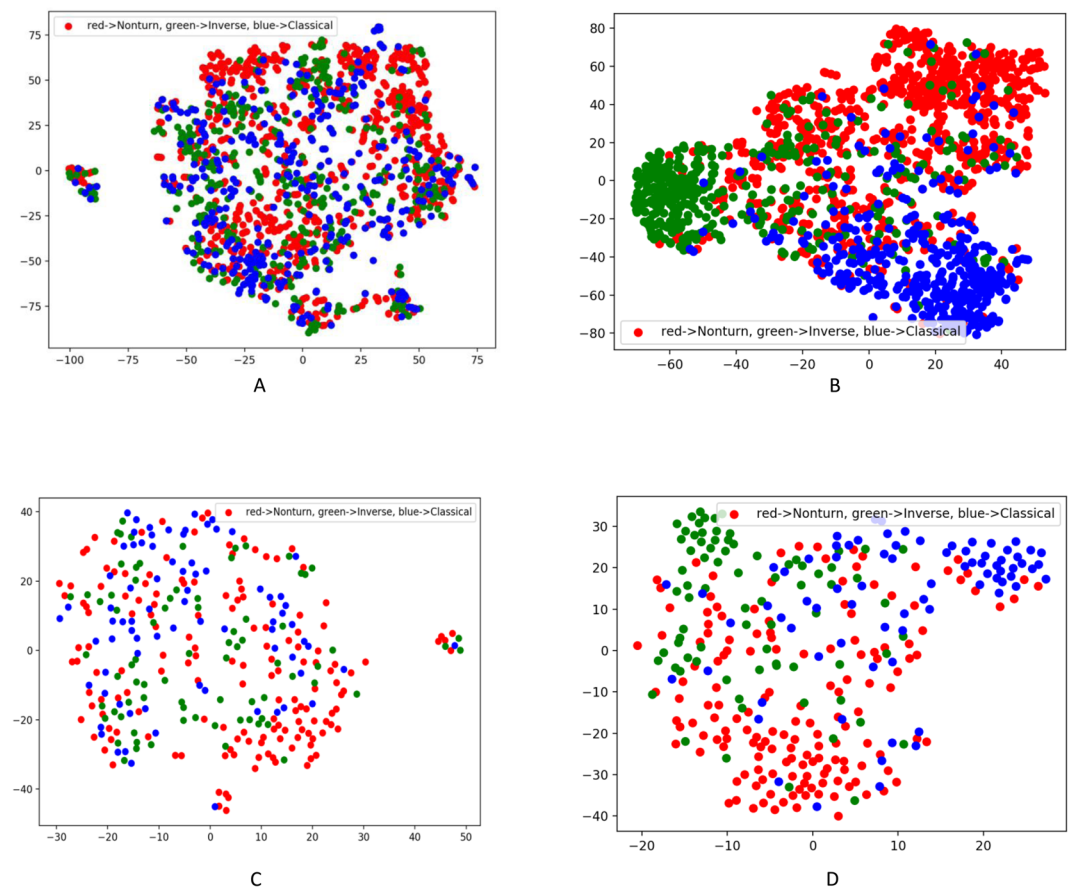 red->Nonturn, green->Inverse, blue->Classical
75
50
25
0
−25
−50
−75
−100 −75 −50 −25 0 25 50 75
A
red->Nonturn, green->Inverse, blue->Classical
80
60
40
20
0
−20
−40
−60
−80
−60 −40 −20 0 20 40
B
red->Nonturn, green->Inverse, blue->Classical
40
20
0
−20
−40
−30 −20 −10 0 10 20 30 40 50
C
red->Nonturn, green->Inverse, blue->Classical
30
20
10
0
−10
−20
−30
−40
−20 −10 0 10 20
D